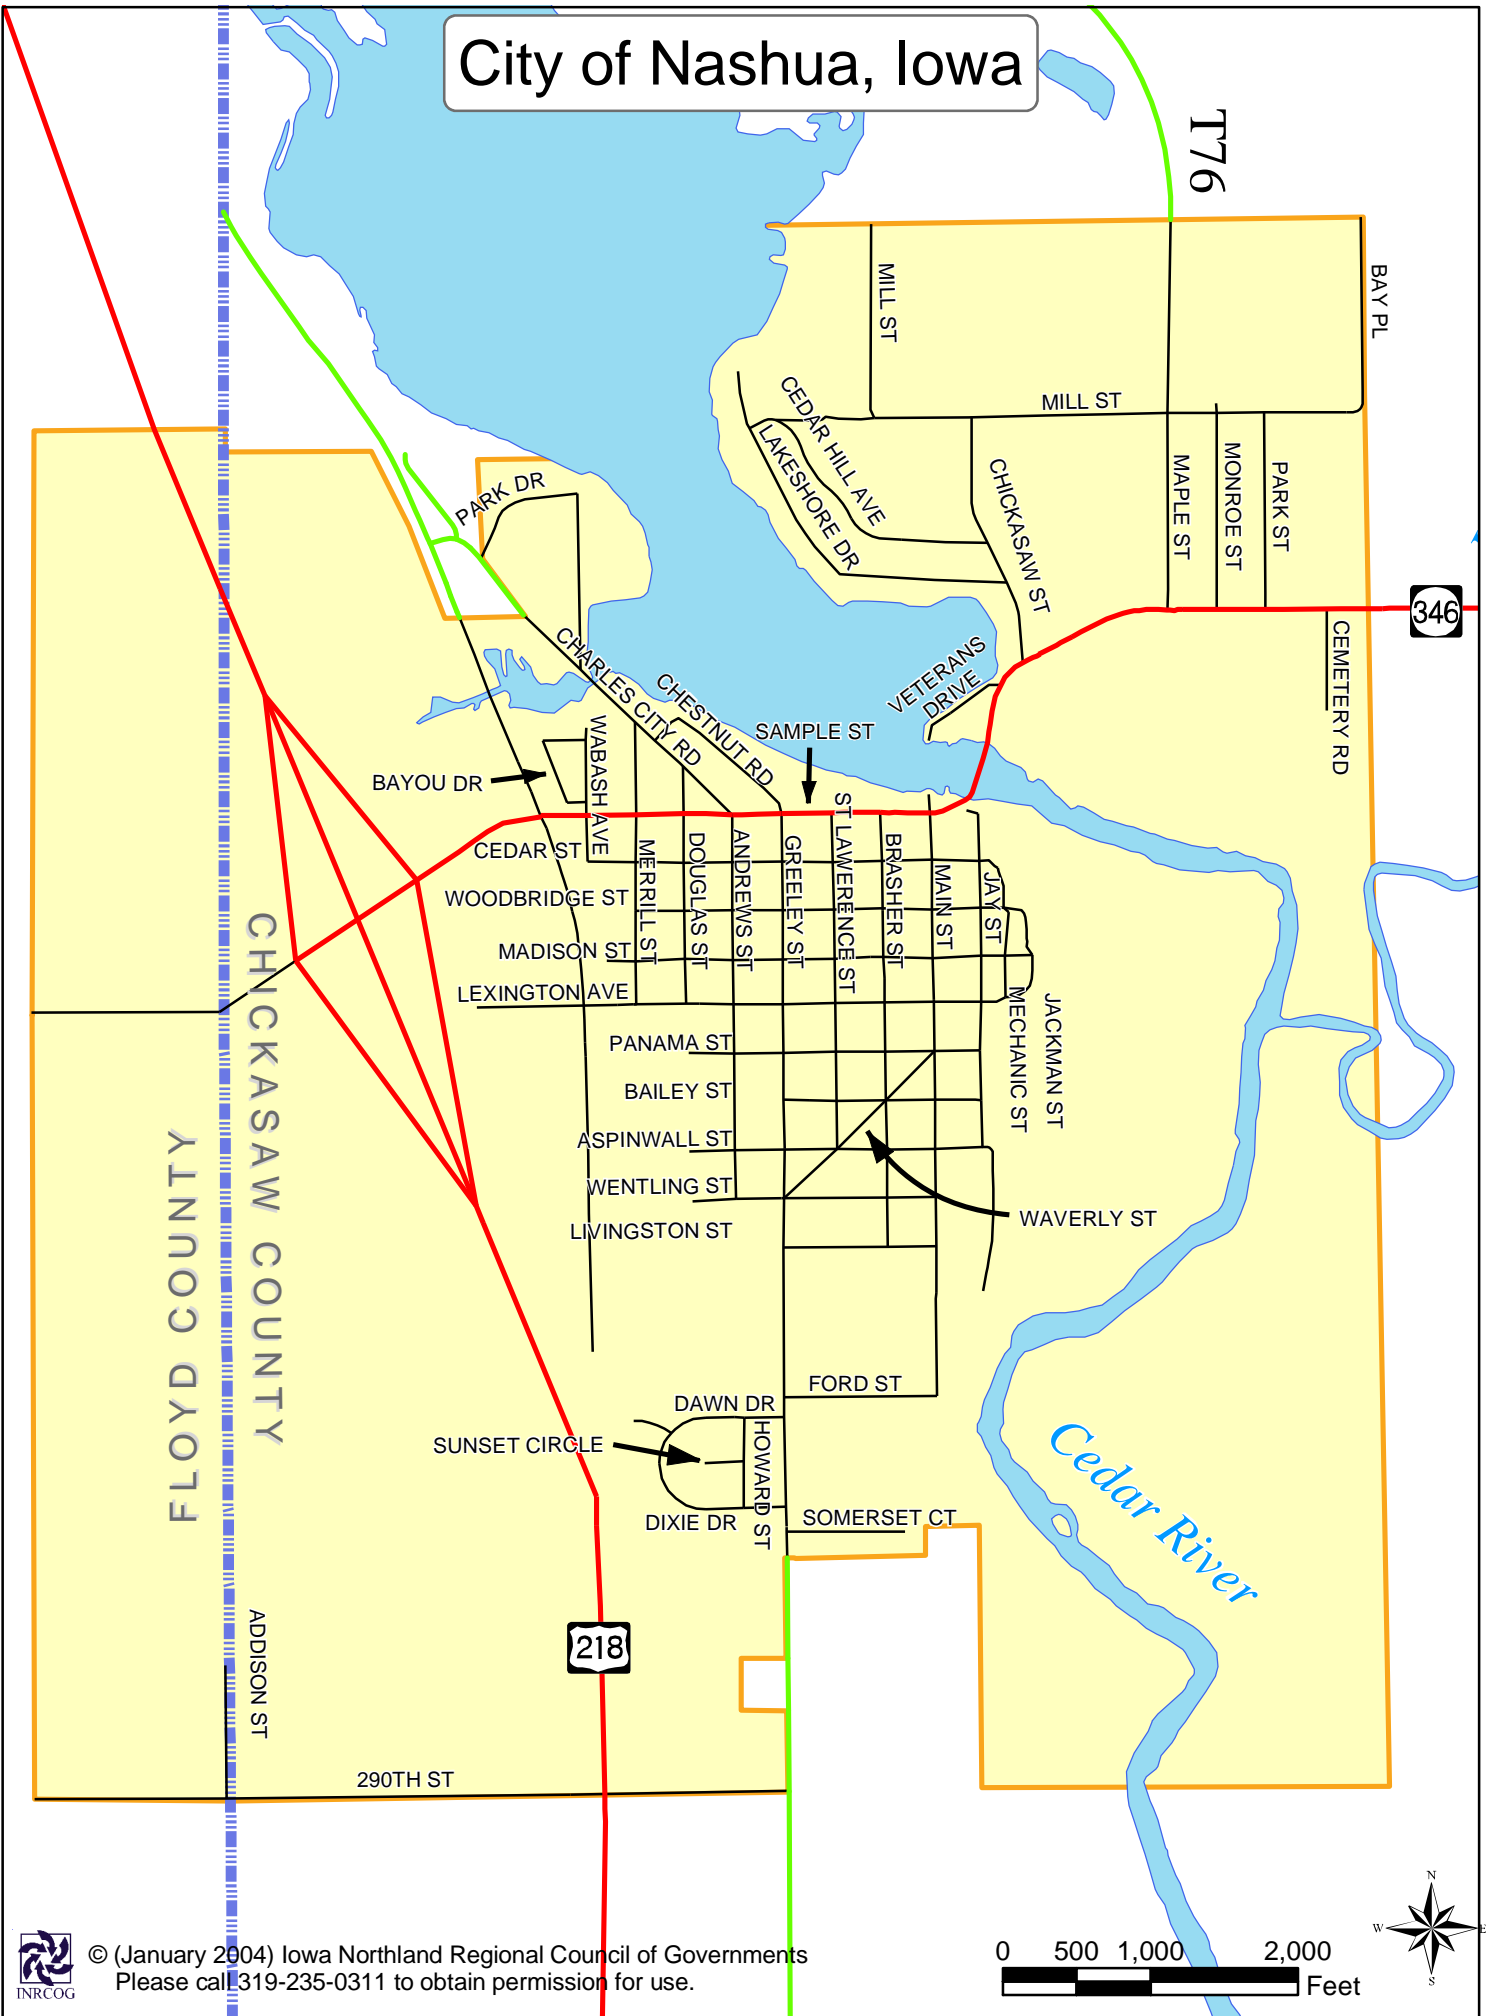 City of Nashua, Iowa
T76
MILL ST
BAY PL
CEDAR HILL AVE
MILL ST
LAKESHORE DR
CHICKASAW ST
MAPLE ST
MONROE ST
PARK ST
PARK DR
346
CEMETERY RD
CHARLES CITY RD
CHESTNUT RD
VETERANS
DRIVE
SAMPLE ST
WABASH AVE
BAYOU DR
CEDAR ST
MERRILL ST
DOUGLAS ST
ANDREWS ST
GREELEY ST
ST LAWERENCE ST
BRASHER ST
MAIN ST
JAY ST
WOODBRIDGE ST
MADISON ST
LEXINGTON AVE
MECHANIC ST
JACKMAN ST
PANAMA ST
BAILEY ST
ASPINWALL ST
WENTLING ST
LIVINGSTON ST
WAVERLY ST
FLOYD COUNTY
CHICKASAW COUNTY
FORD ST
DAWN DR
SUNSET CIRCLE
HOWARD ST
DIXIE DR
SOMERSET CT
Cedar River
ADDISON ST
218
290TH ST
INRCOG
© (January 2004) Iowa Northland Regional Council of Governments
Please call 319-235-0311 to obtain permission for use.
0 500 1,000 2,000
Feet
N
W E
S